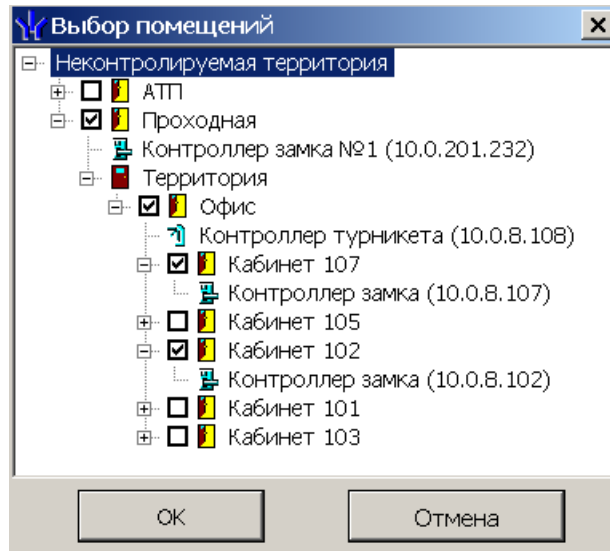 Выбор помещений
Неконтролируемая территория
АТП
Проходная
Контроллер замка №1 (10.0.201.232)
Территория
Офис
Контроллер турникета (10.0.8.108)
Кабинет 107
Контроллер замка (10.0.8.107)
Кабинет 105
Кабинет 102
Контроллер замка (10.0.8.102)
Кабинет 101
Кабинет 103
ОК Отмена